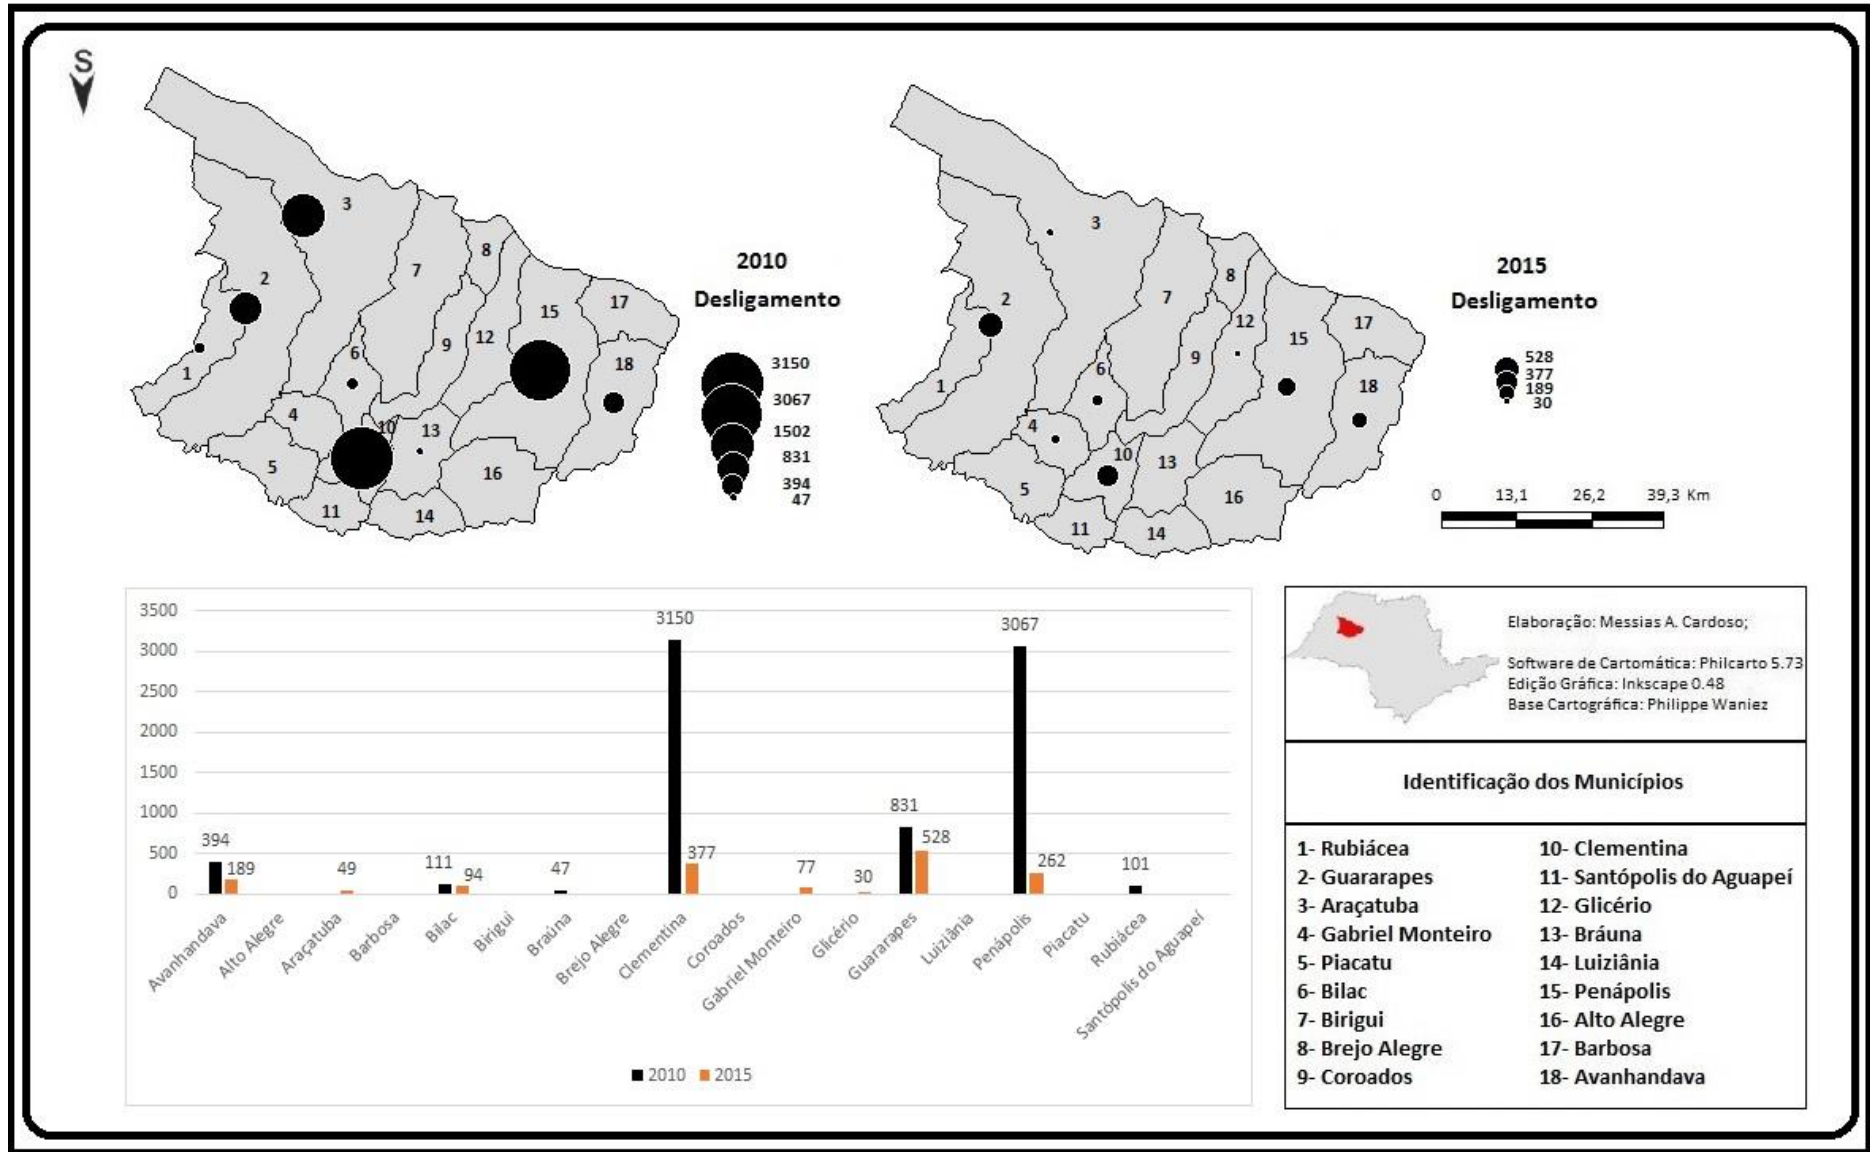 S
3
8
7
2
17
15
12
9
6
18
1
4
10
13
5
16
11
14
2010
Desligamento
3150
3067
1502
831
394
47
3
8
2
7
12
17
15
9
6
18
1
4
10
13
5
16
11
14
2015
Desligamento
528
377
189
30
0 13,1 26,2 39,3 Km
3500
3000
2500
2000
1500
1000
500
0
394
189
49
111
94
47
3150
377
77
30
831
528
3067
262
101
Avanhandava
Alto Alegre
Araçatuba
Barbosa
Bilac
Birigui
Braúna
Brejo Alegre
Clementina
Coroados
Gabriel Monteiro
Glicério
Guararapes
Luiziânia
Penápolis
Piacatu
Rubiácea
Santópolis do Aguapeí
2010 2015
Elaboração: Messias A. Cardoso;
Software de Cartomática: Philcarto 5.73
Edição Gráfica: Inkscape 0.48
Base Cartográfica: Philippe Waniez
Identificação dos Municípios
1- Rubiácea
2- Guararapes
3- Araçatuba
4- Gabriel Monteiro
5- Piacatu
6- Bilac
7- Birigui
8- Brejo Alegre
9- Coroados
10- Clementina
11- Santópolis do Aguapeí
12- Glicério
13- Bráuna
14- Luiziânia
15- Penápolis
16- Alto Alegre
17- Barbosa
18- Avanhandava